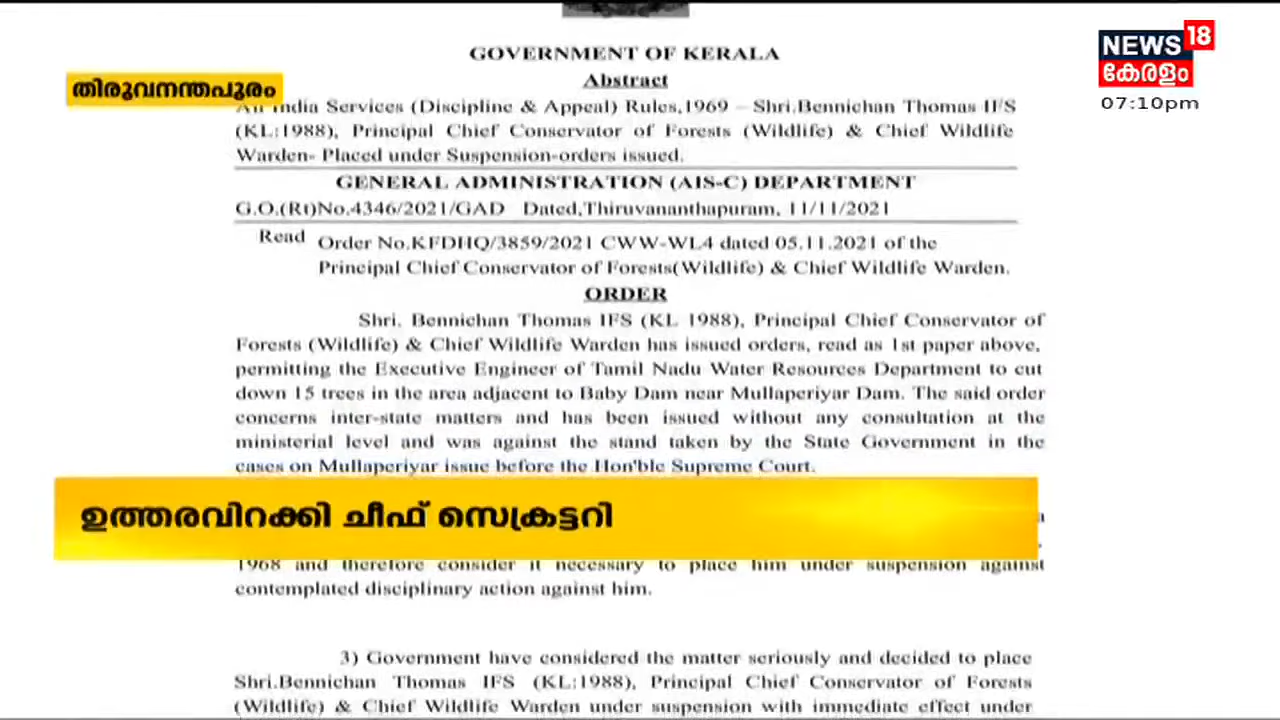 GOVERNMENT OF KERALA
Abstract
തിരുവനന്തപുരം
NEWS 18
കേരളം
07:10pm
All India Services (Discipline & Appeal) Rules,1969 – Shri.Bennichan Thomas IFS
(KL:1988), Principal Chief Conservator of Forests (Wildlife) & Chief Wildlife
Warden- Placed under Suspension-orders issued.
GENERAL ADMINISTRATION (AIS-C) DEPARTMENT
G.O.(Rt)No.4346/2021/GAD Dated,Thiruvananthapuram, 11/11/2021
Read Order No.KFDHQ/3859/2021 CWW-WL4 dated 05.11.2021 of the
Principal Chief Conservator of Forests(Wildlife) & Chief Wildlife Warden.
ORDER
Shri. Bennichan Thomas IFS (KL 1988), Principal Chief Conservator of
Forests (Wildlife) & Chief Wildlife Warden has issued orders, read as 1st paper above,
permitting the Executive Engineer of Tamil Nadu Water Resources Department to cut
down 15 trees in the area adjacent to Baby Dam near Mullaperiyar Dam. The said order
concerns inter-state matters and has been issued without any consultation at the
ministerial level and was against the stand taken by the State Government in the
cases on Mullaperiyar issue before the Hon'ble Supreme Court.
ഉത്തരവിറക്കി ചീഫ് സെക്രട്ടറി
1968 and therefore consider it necessary to place him under suspension against
contemplated disciplinary action against him.
3) Government have considered the matter seriously and decided to place
Shri.Bennichan Thomas IFS (KL:1988), Principal Chief Conservator of Forests
(Wildlife) & Chief Wildlife Warden under suspension with immediate effect under